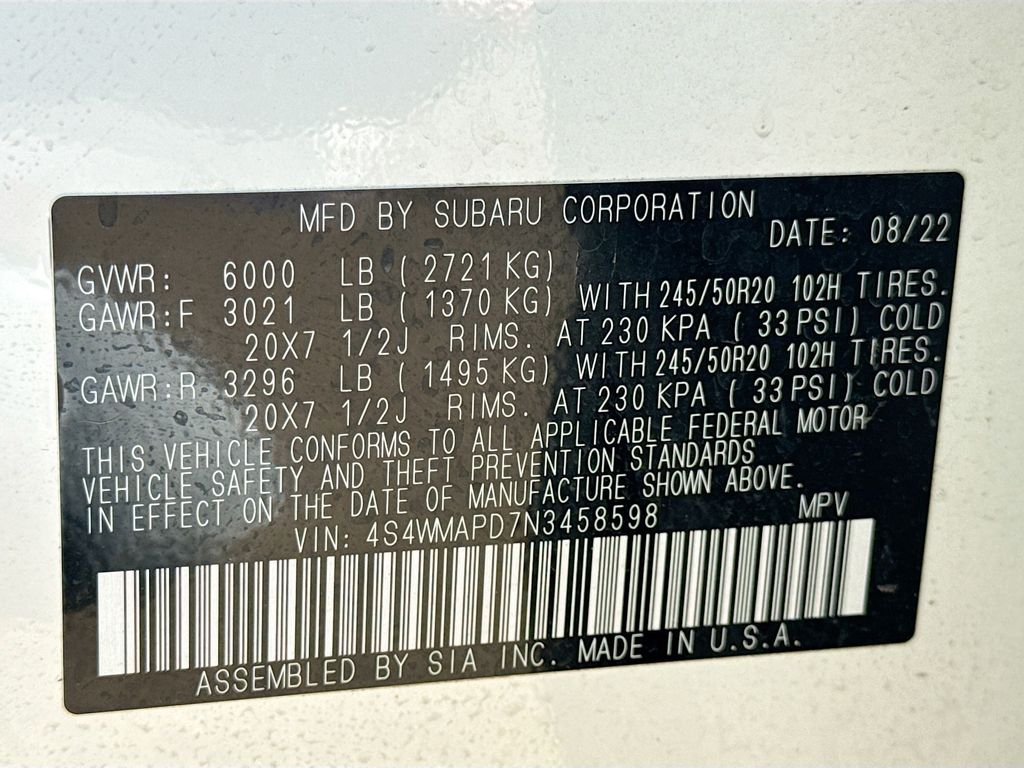 MFD BY SUBARU CORPORATION
DATE: 08/22
GVWR: 6000 LB ( 2721 KG)
GAWR:F 3021 LB ( 1370 KG) WITH 245/50R20 102H TIRES.
20X7 1/2J RIMS. AT 230 KPA ( 33 PSI) COLD
GAWR:R 3296 LB ( 1495 KG) WITH 245/50R20 102H TIRES.
20X7 1/2J RIMS. AT 230 KPA ( 33 PSI) COLD
THIS VEHICLE CONFORMS TO ALL APPLICABLE FEDERAL MOTOR
VEHICLE SAFETY AND THEFT PREVENTION STANDARDS
IN EFFECT ON THE DATE OF MANUFACTURE SHOWN ABOVE.
VIN: 4S4WMAPD7N3458598 MPV
ASSEMBLED BY SIA INC. MADE IN U.S.A.